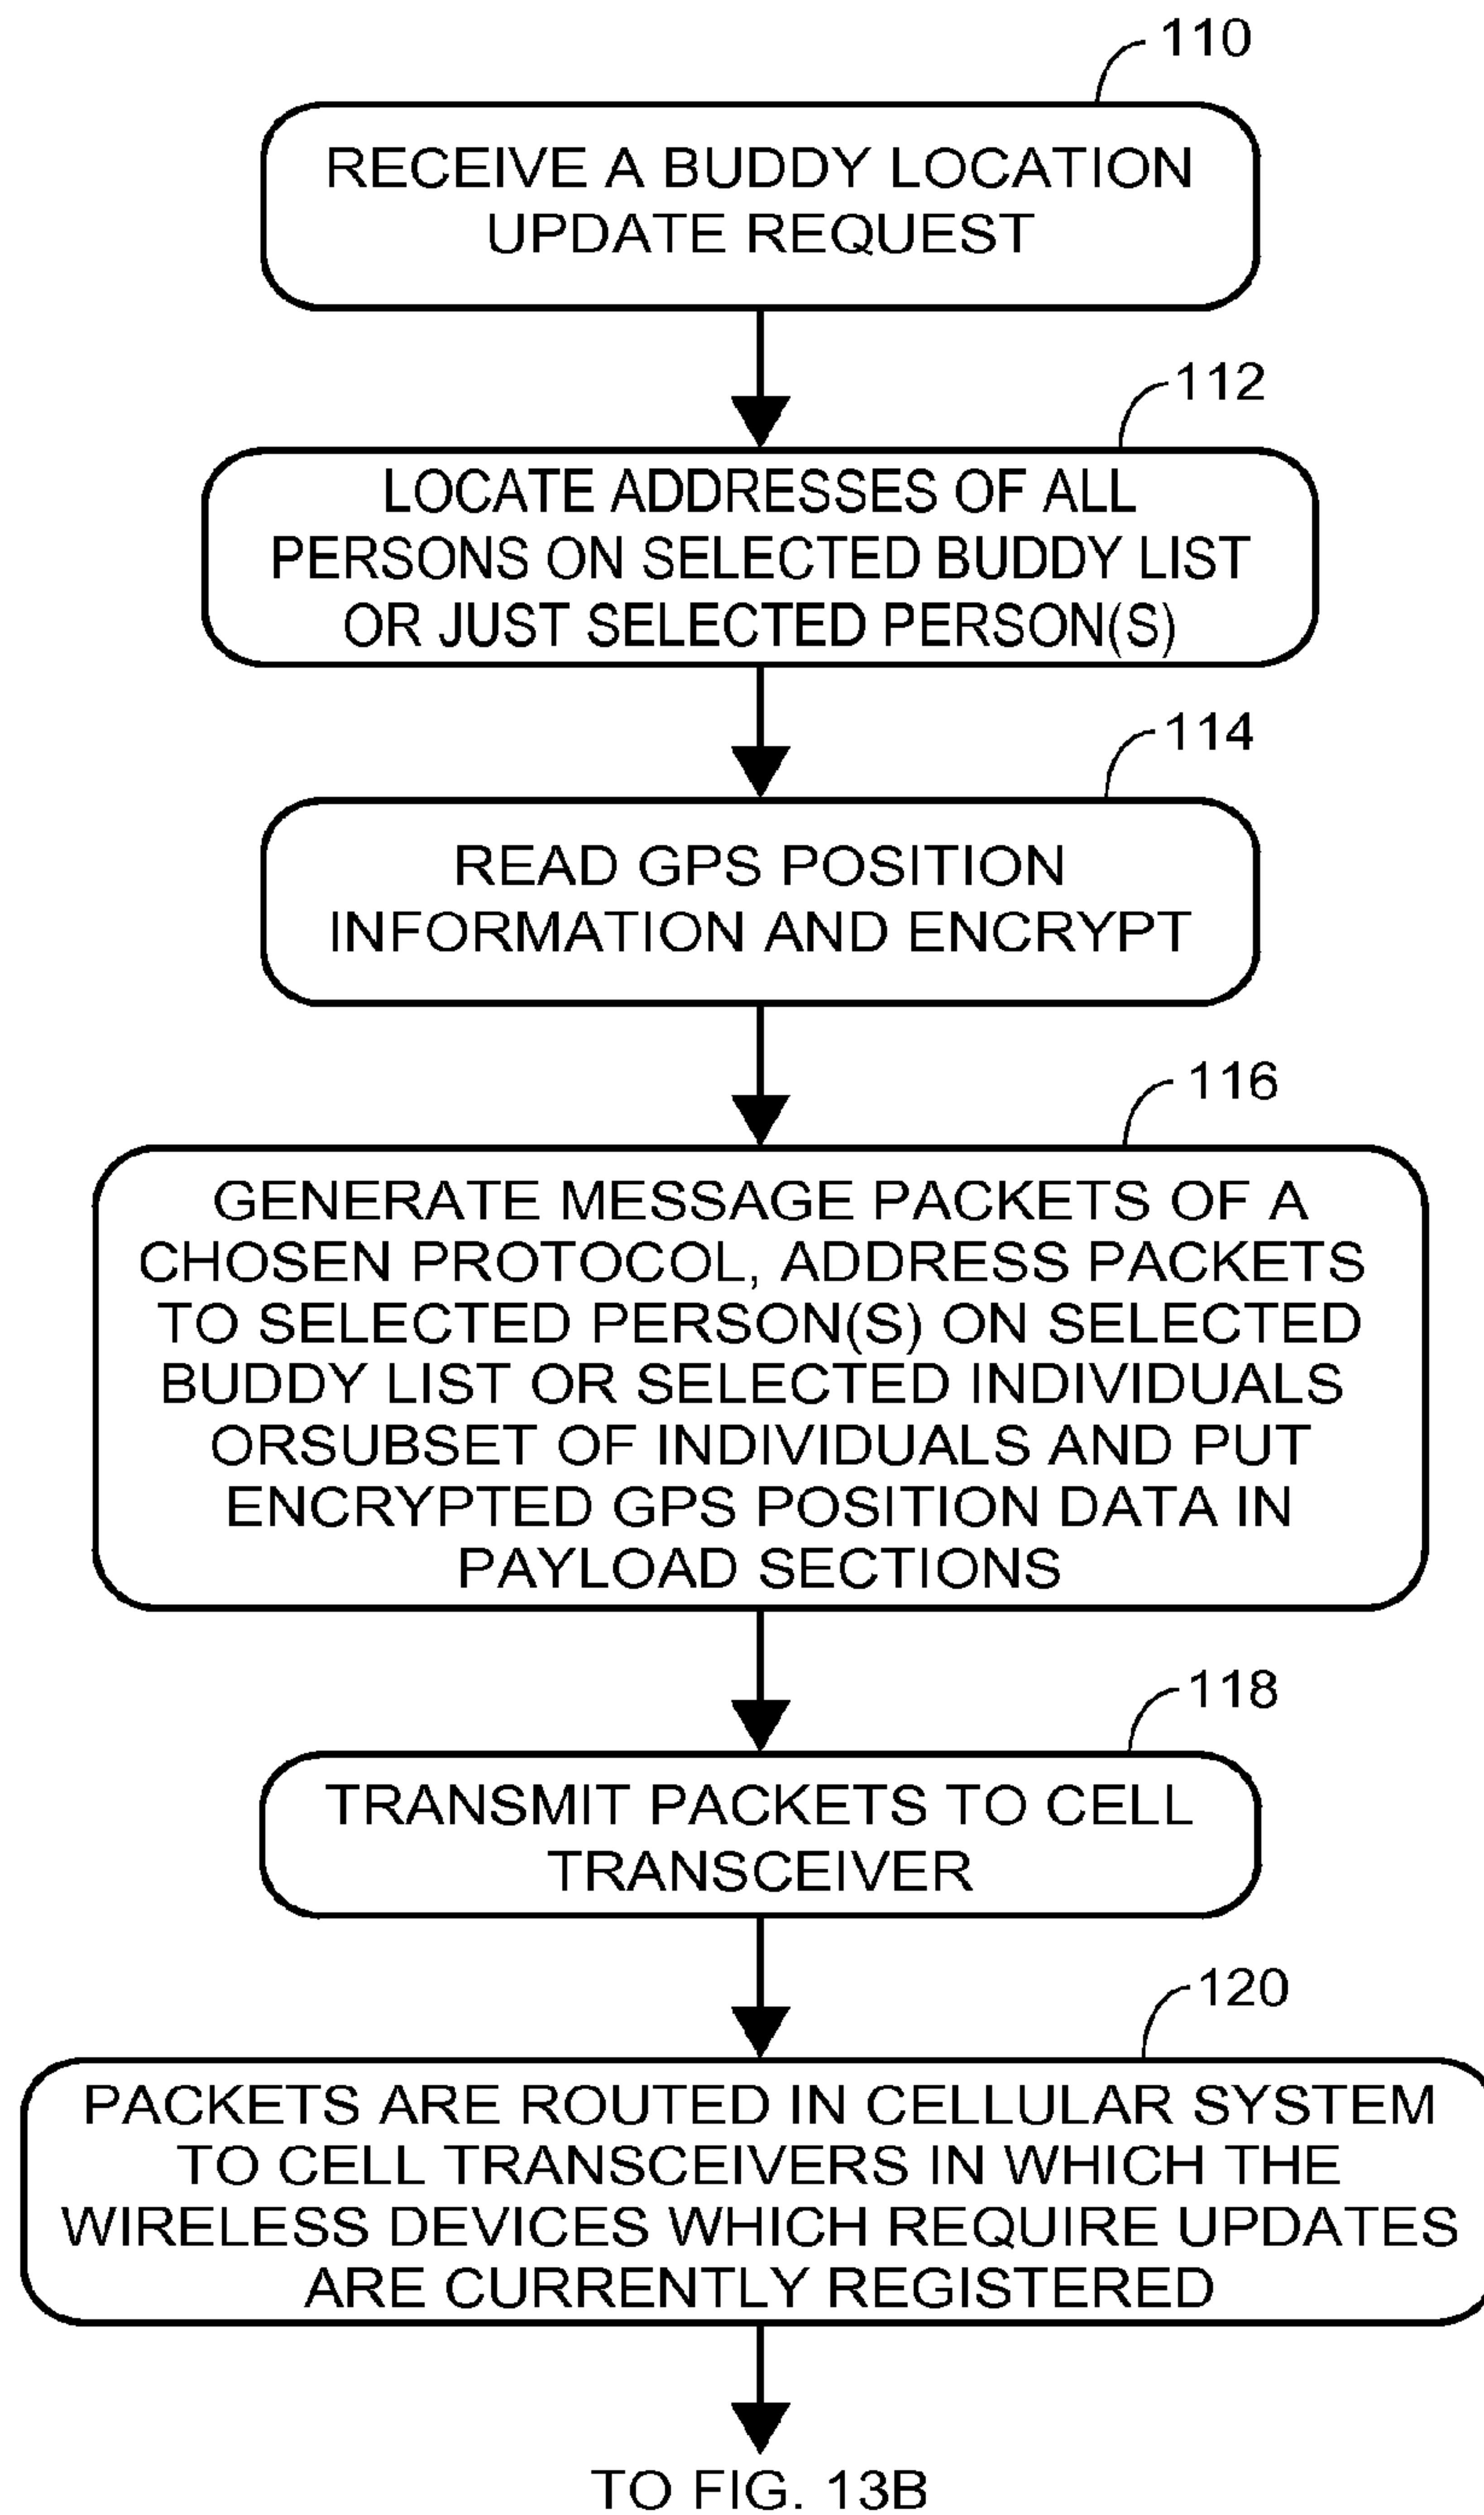 110
RECEIVE A BUDDY LOCATION
UPDATE REQUEST
112
LOCATE ADDRESSES OF ALL
PERSONS ON SELECTED BUDDY LIST
OR JUST SELECTED PERSON(S)
114
READ GPS POSITION
INFORMATION AND ENCRYPT
116
GENERATE MESSAGE PACKETS OF A
CHOSEN PROTOCOL, ADDRESS PACKETS
TO SELECTED PERSON(S) ON SELECTED
BUDDY LIST OR SELECTED INDIVIDUALS
ORSUBSET OF INDIVIDUALS AND PUT
ENCRYPTED GPS POSITION DATA IN
PAYLOAD SECTIONS
118
TRANSMIT PACKETS TO CELL
TRANSCEIVER
120
PACKETS ARE ROUTED IN CELLULAR SYSTEM
TO CELL TRANSCEIVERS IN WHICH THE
WIRELESS DEVICES WHICH REQUIRE UPDATES
ARE CURRENTLY REGISTERED
TO FIG. 13B